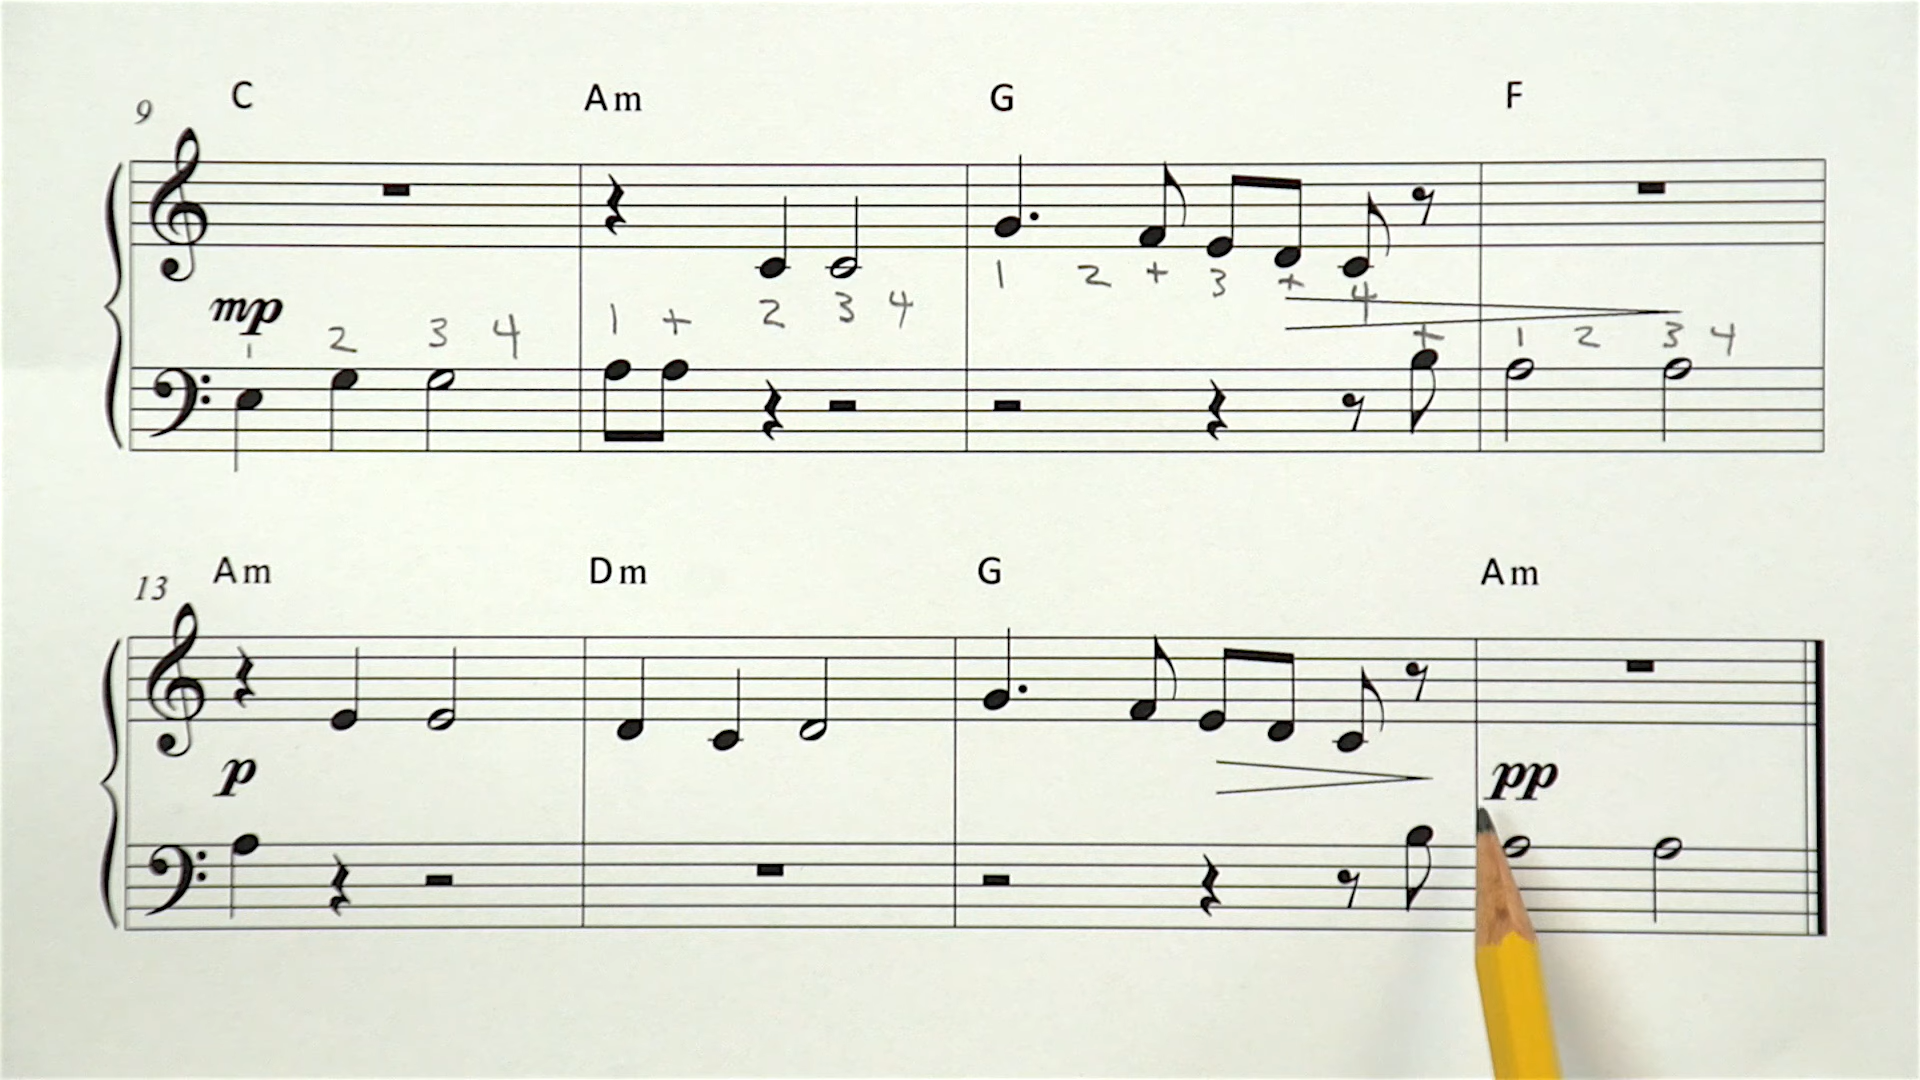 9 C Am G F
1 2 + 3 + 4
mp 1 2 3 4 1 + 2 3 4 + 1 2 3 4
13 Am Dm G Am
p pp